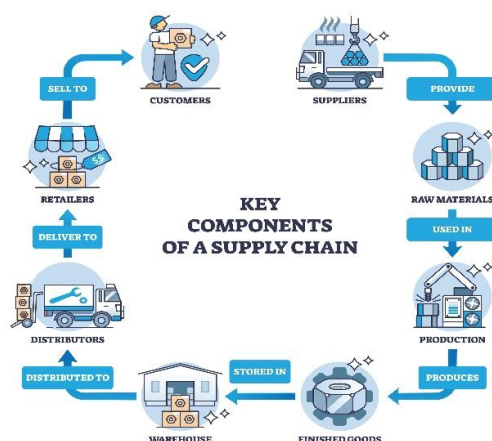 SELL TO
CUSTOMERS
SUPPLIERS
PROVIDE
RETAILERS
$$
RAW MATERIALS
KEY
COMPONENTS
OF A SUPPLY CHAIN
DELIVER TO
USED IN
DISTRIBUTORS
PRODUCTION
DISTRIBUTED TO
STORED IN
PRODUCES
WAREHOUSE
FINISHED GOODS